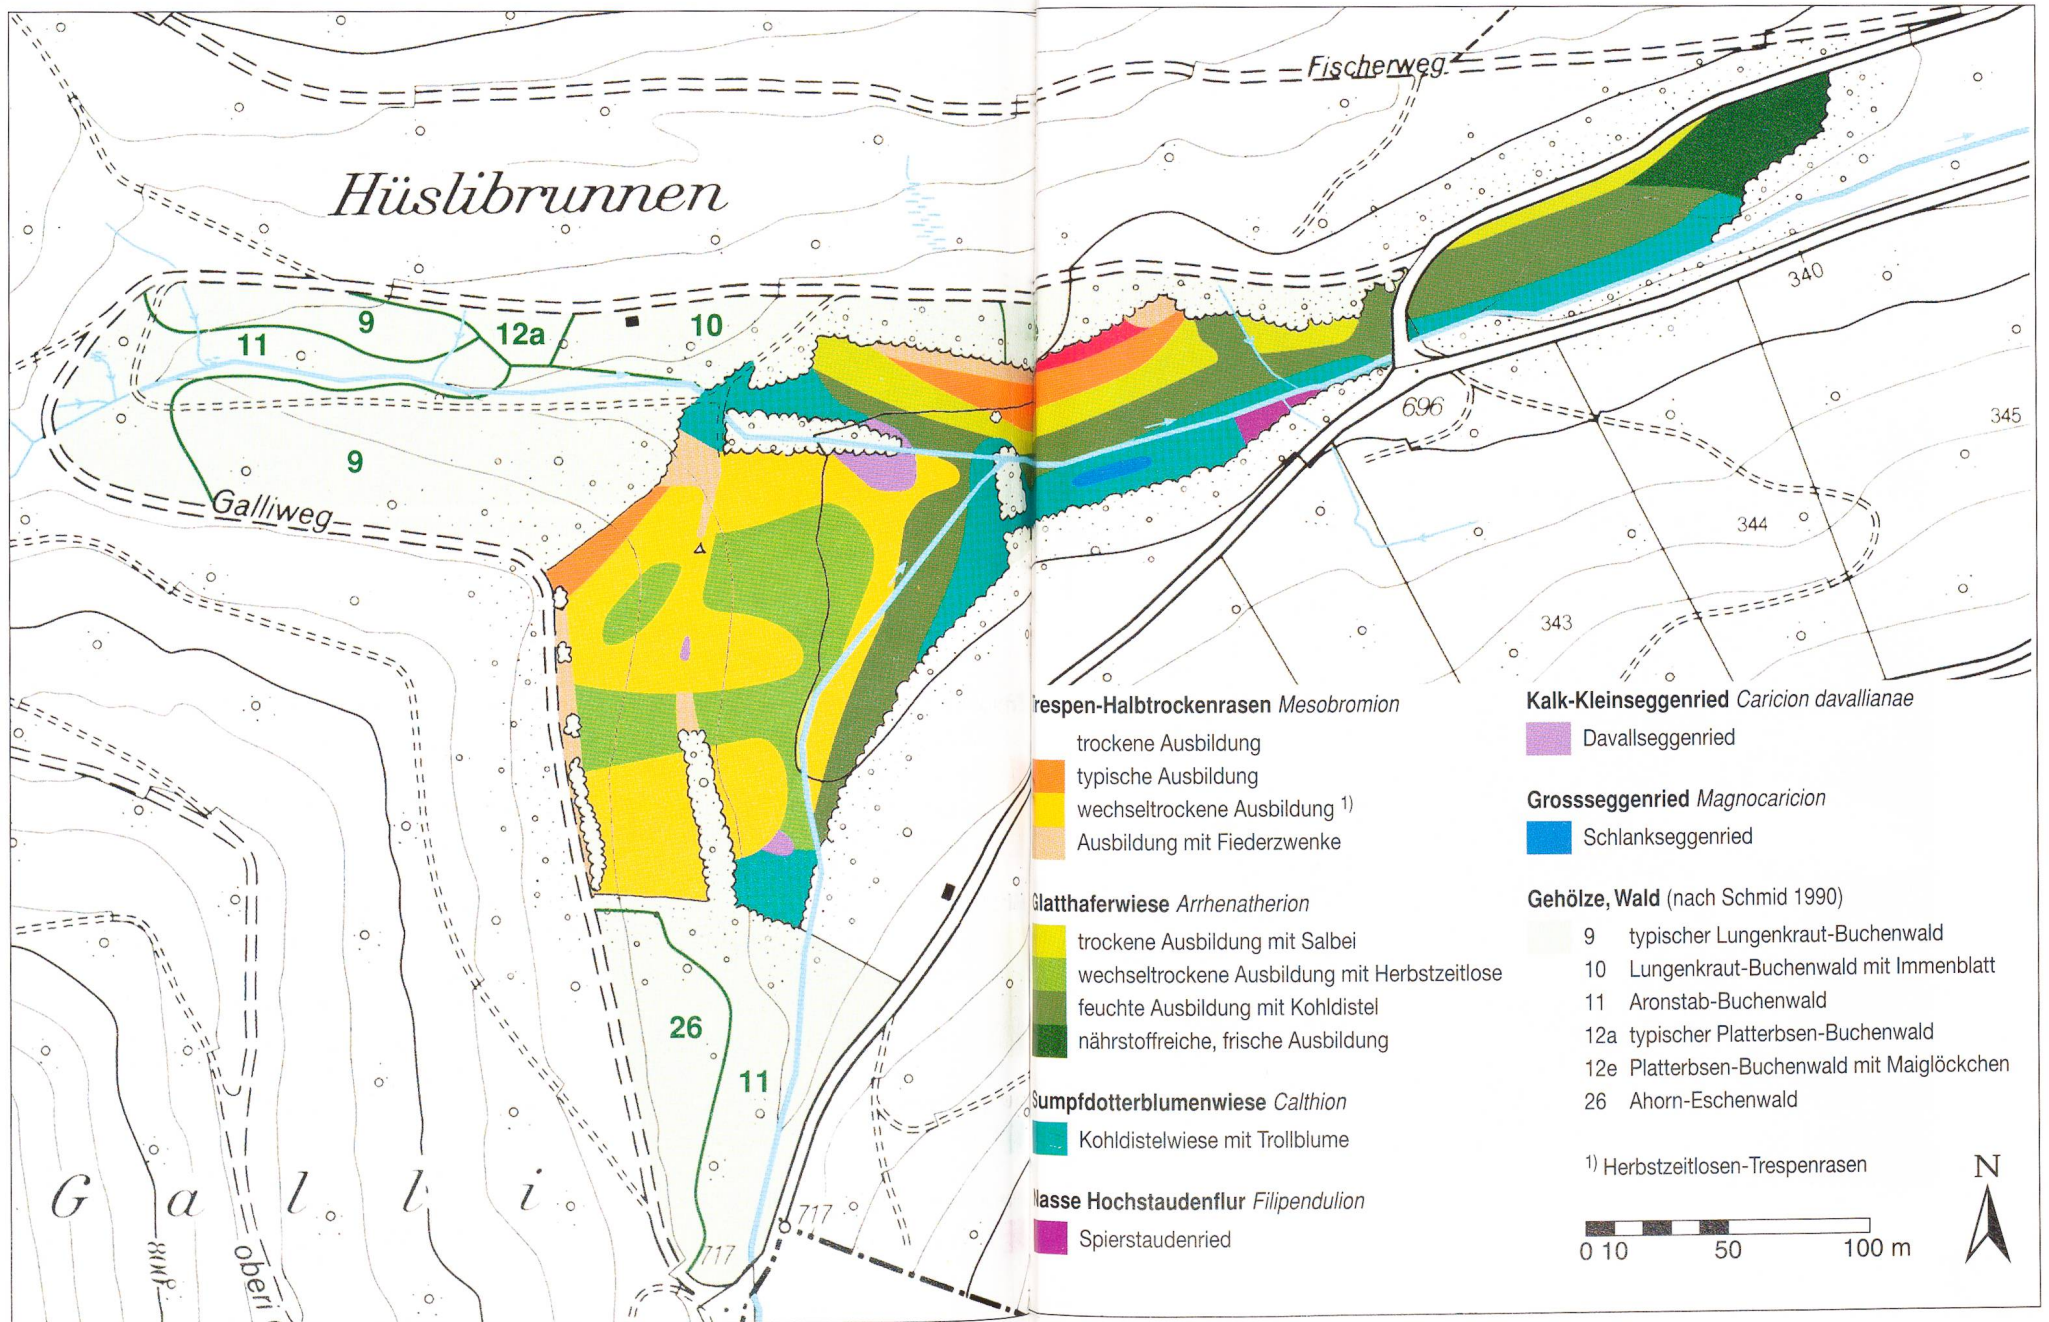 Fischerweg
Hüslibrunnen
340
9
12a
10
11
696
345
9
Galliweg
344
343
respen-Halbtrockenrasen Mesobromion
trockene Ausbildung
typische Ausbildung
wechseltrockene Ausbildung 1)
Ausbildung mit Fiederzwenke
Glatthaferwiese Arrhenatherion
trockene Ausbildung mit Salbei
wechseltrockene Ausbildung mit Herbstzeitlose
feuchte Ausbildung mit Kohldistel
nährstoffreiche, frische Ausbildung
Sumpfdotterblumenwiese Calthion
Kohldistelwiese mit Trollblume
Nasse Hochstaudenflur Filipendulion
Spierstaudenried
Kalk-Kleinseggenried Caricion davallianae
Davallseggenried
Grossseggenried Magnocaricion
Schlankseggenried
Gehölze, Wald (nach Schmid 1990)
9 typischer Lungenkraut-Buchenwald
10 Lungenkraut-Buchenwald mit Immenblatt
11 Aronstab-Buchenwald
12a typischer Platterbsen-Buchenwald
12e Platterbsen-Buchenwald mit Maiglöckchen
26 Ahorn-Eschenwald
1) Herbstzeitlosen-Trespenrasen
N
0 10 50 100 m
26
11
Galli
717
717
800
oberi